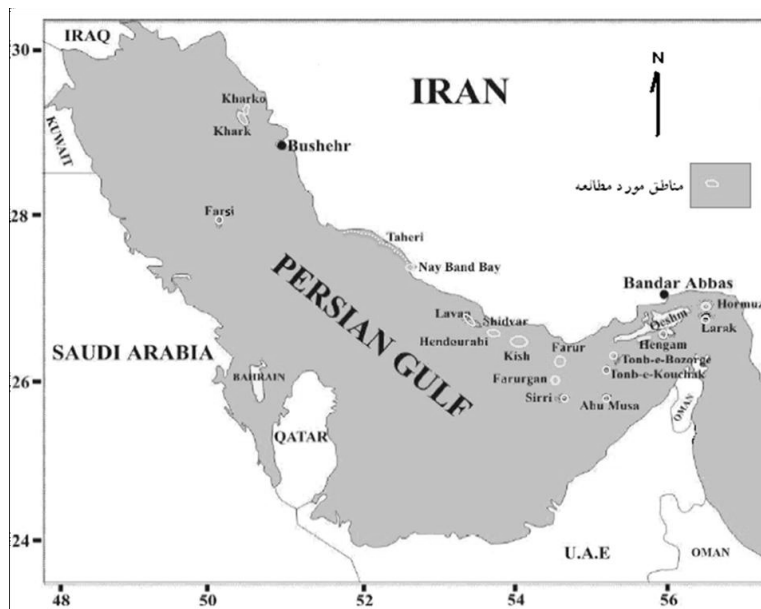 30
28
26
24
48
50
52
54
56
IRAQ
KUWAIT
IRAN
N
Kharko
Khark
Bushehr
مناطق مورد مطالعه
Farsi
Taheri
Nay Band Bay
PERSIAN GULF
Bandar Abbas
Hormuz
Qeshm
Larak
Lavan
Shidvar
Hendourabi
Kish
Farur
Hengam
Tonb-e-Bozorge
Tonb-e-Kouchak
Farurgan
Sirri
Abu Musa
SAUDI ARABIA
BAHRAIN
QATAR
OMAN
U.A.E
OMAN